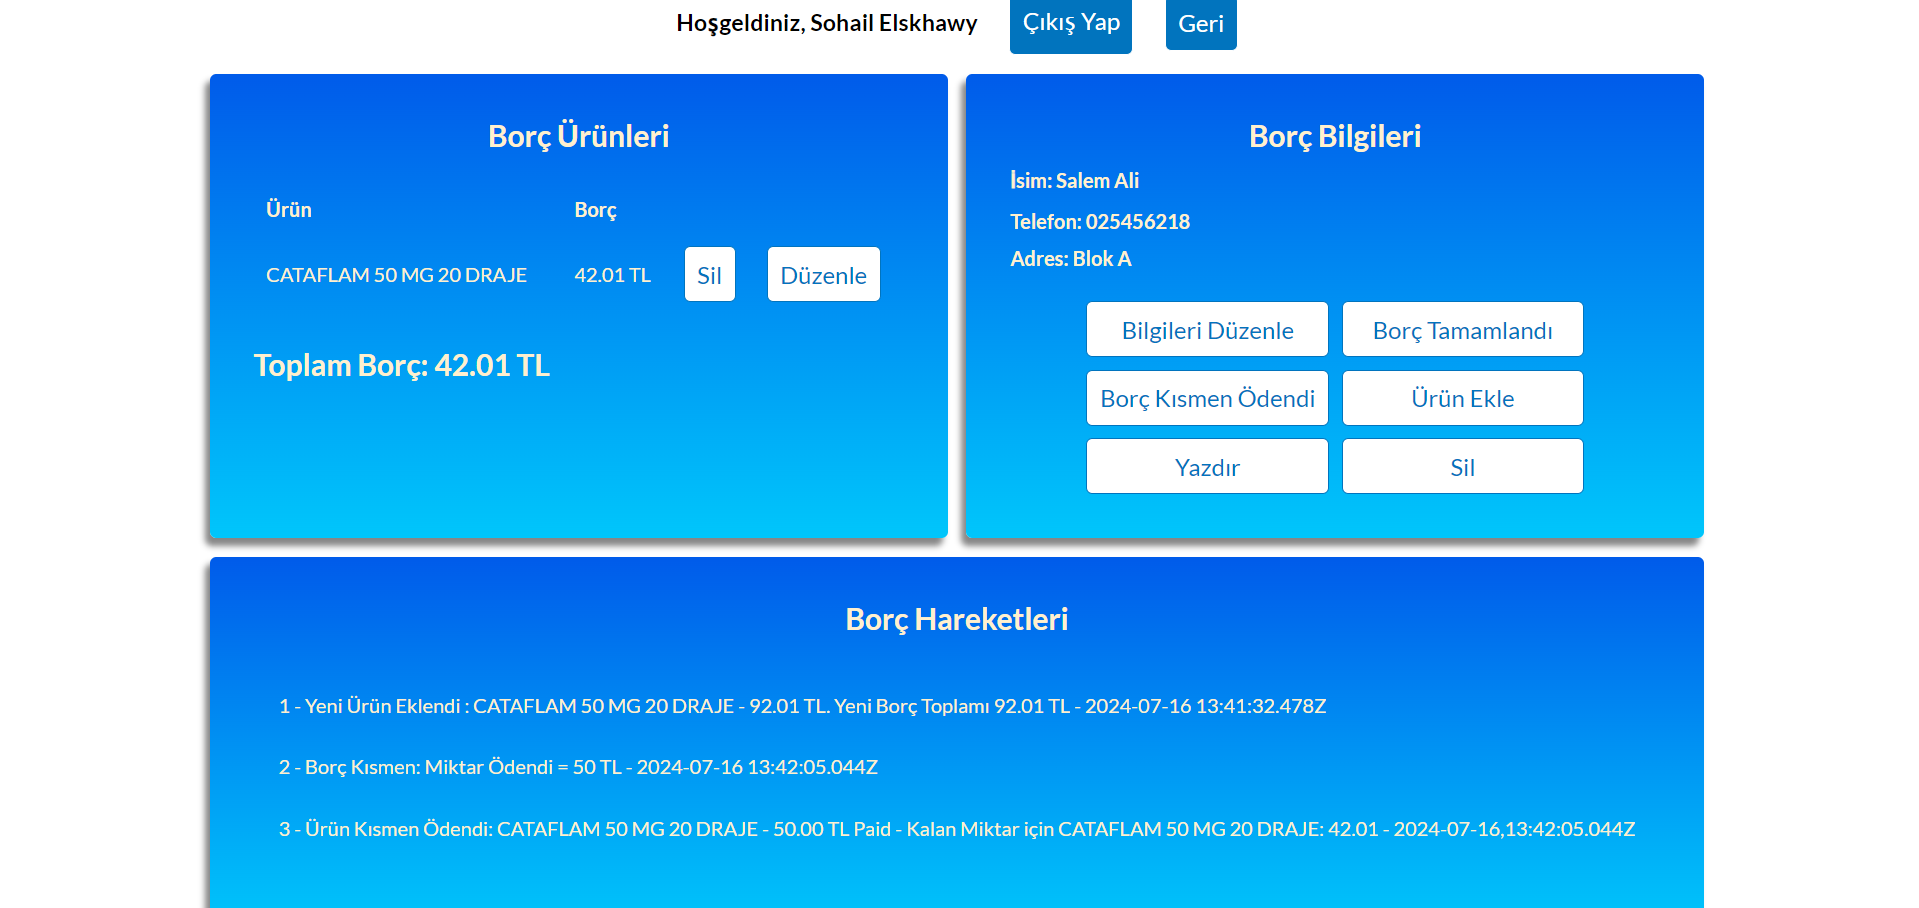 Hoşgeldiniz, Sohail Elskhawy
Çıkış Yap
Geri
Borç Ürünleri
Ürün Borç
CATAFLAM 50 MG 20 DRAJE 42.01 TL Sil Düzenle
Toplam Borç: 42.01 TL
Borç Bilgileri
İsim: Salem Ali
Telefon: 025456218
Adres: Blok A
Bilgileri Düzenle Borç Tamamlandı
Borç Kısmen Ödendi Ürün Ekle
Yazdır Sil
Borç Hareketleri
1 - Yeni Ürün Eklendi : CATAFLAM 50 MG 20 DRAJE - 92.01 TL. Yeni Borç Toplamı 92.01 TL - 2024-07-16 13:41:32.478Z
2 - Borç Kısmen: Miktar Ödendi = 50 TL - 2024-07-16 13:42:05.044Z
3 - Ürün Kısmen Ödendi: CATAFLAM 50 MG 20 DRAJE - 50.00 TL Paid - Kalan Miktar için CATAFLAM 50 MG 20 DRAJE: 42.01 - 2024-07-16,13:42:05.044Z